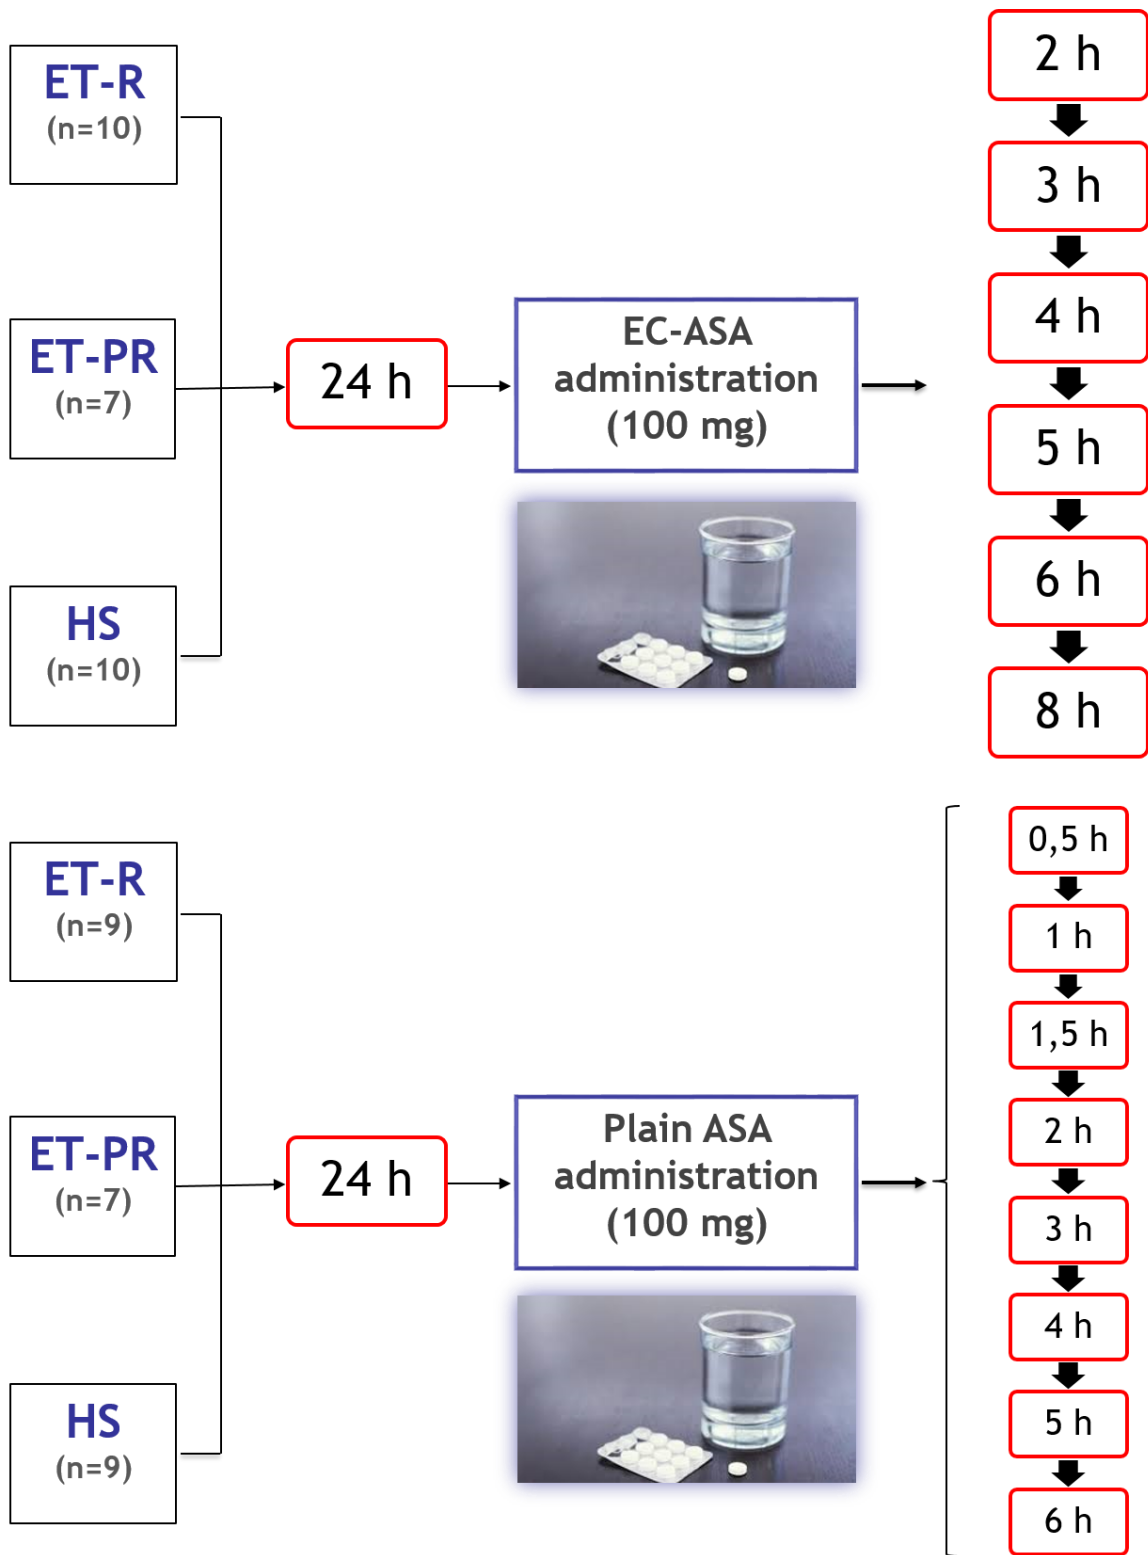 ET-R
(n=10)
ET-PR
(n=7)
HS
(n=10)
24 h
EC-ASA
administration
(100 mg)
2 h
3 h
4 h
5 h
6 h
8 h
ET-R
(n=9)
ET-PR
(n=7)
HS
(n=9)
24 h
Plain ASA
administration
(100 mg)
0,5 h
1 h
1,5 h
2 h
3 h
4 h
5 h
6 h